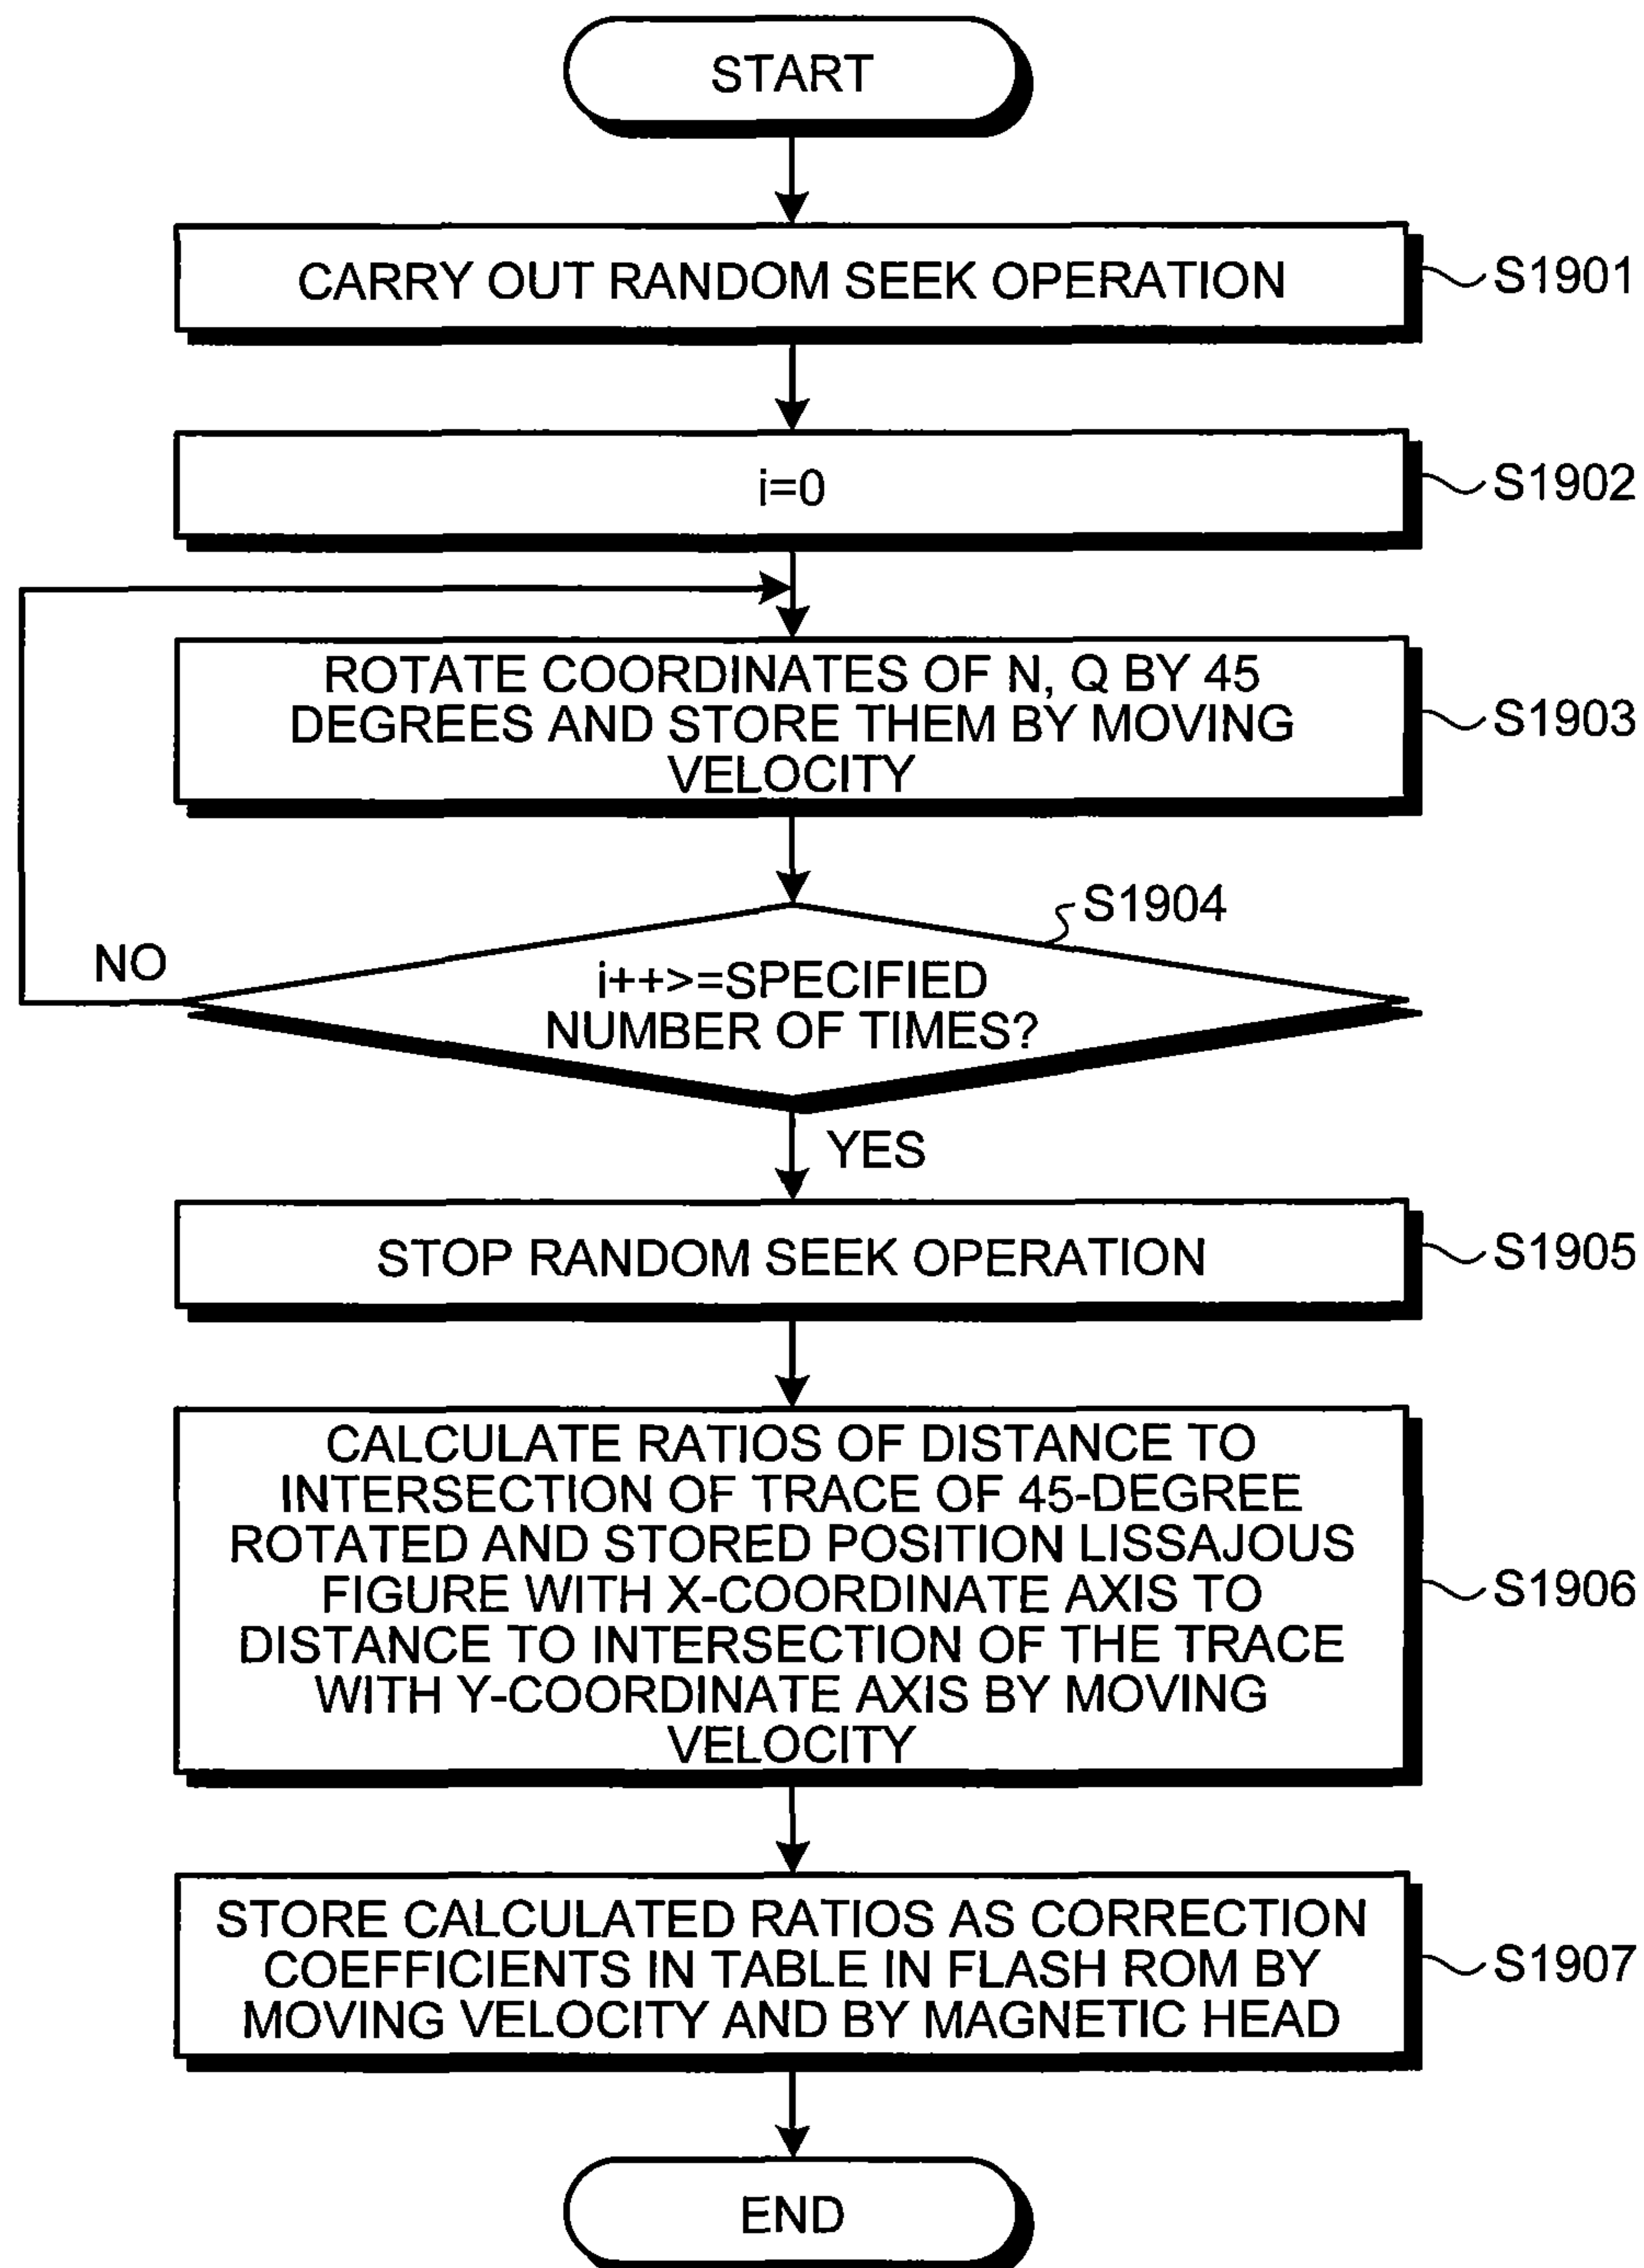 START
CARRY OUT RANDOM SEEK OPERATION
S1901
i=0
S1902
ROTATE COORDINATES OF N, Q BY 45
DEGREES AND STORE THEM BY MOVING
VELOCITY
S1903
S1904
NO
i++>=SPECIFIED
NUMBER OF TIMES?
YES
STOP RANDOM SEEK OPERATION
S1905
CALCULATE RATIOS OF DISTANCE TO
INTERSECTION OF TRACE OF 45-DEGREE
ROTATED AND STORED POSITION LISSAJOUS
FIGURE WITH X-COORDINATE AXIS TO
DISTANCE TO INTERSECTION OF THE TRACE
WITH Y-COORDINATE AXIS BY MOVING
VELOCITY
S1906
STORE CALCULATED RATIOS AS CORRECTION
COEFFICIENTS IN TABLE IN FLASH ROM BY
MOVING VELOCITY AND BY MAGNETIC HEAD
S1907
END